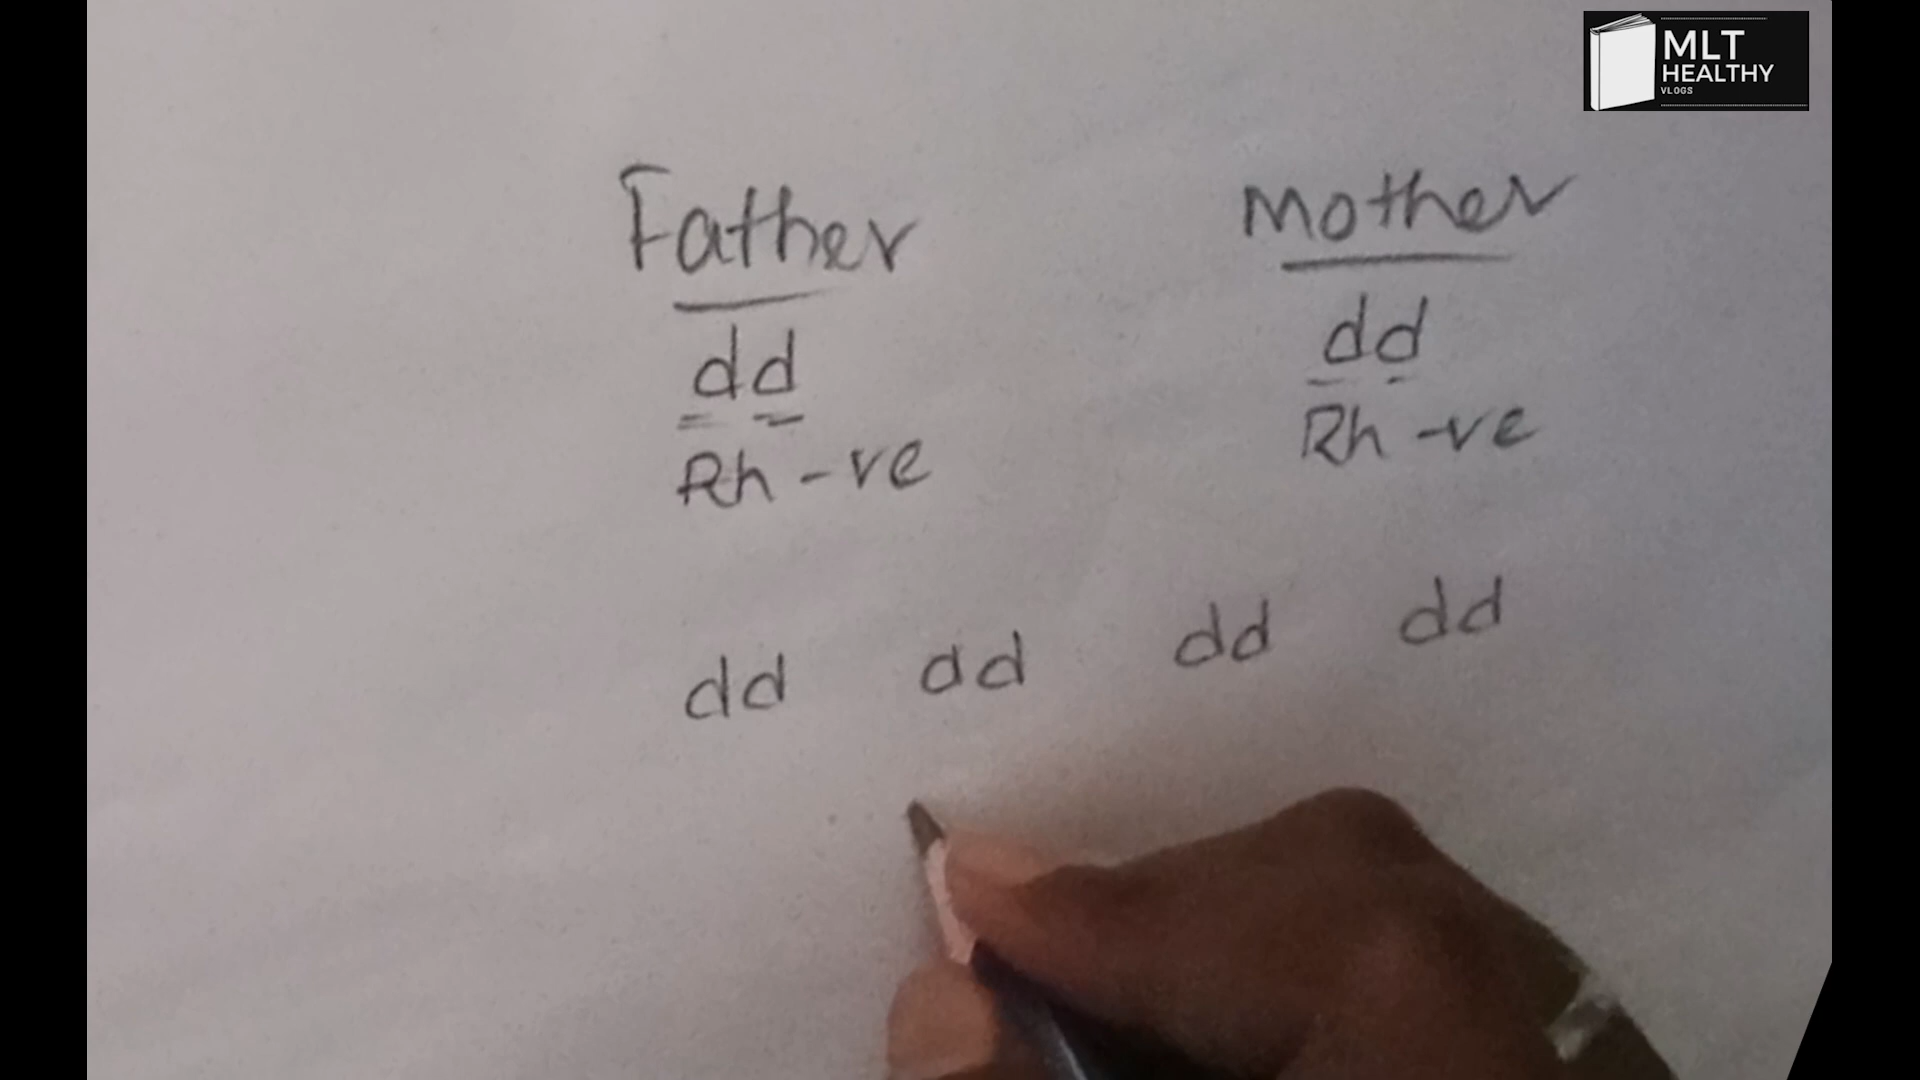 MLT
HEALTHY
VLOGS
Father Mother
dd dd
Rh -ve Rh -ve
dd dd dd dd